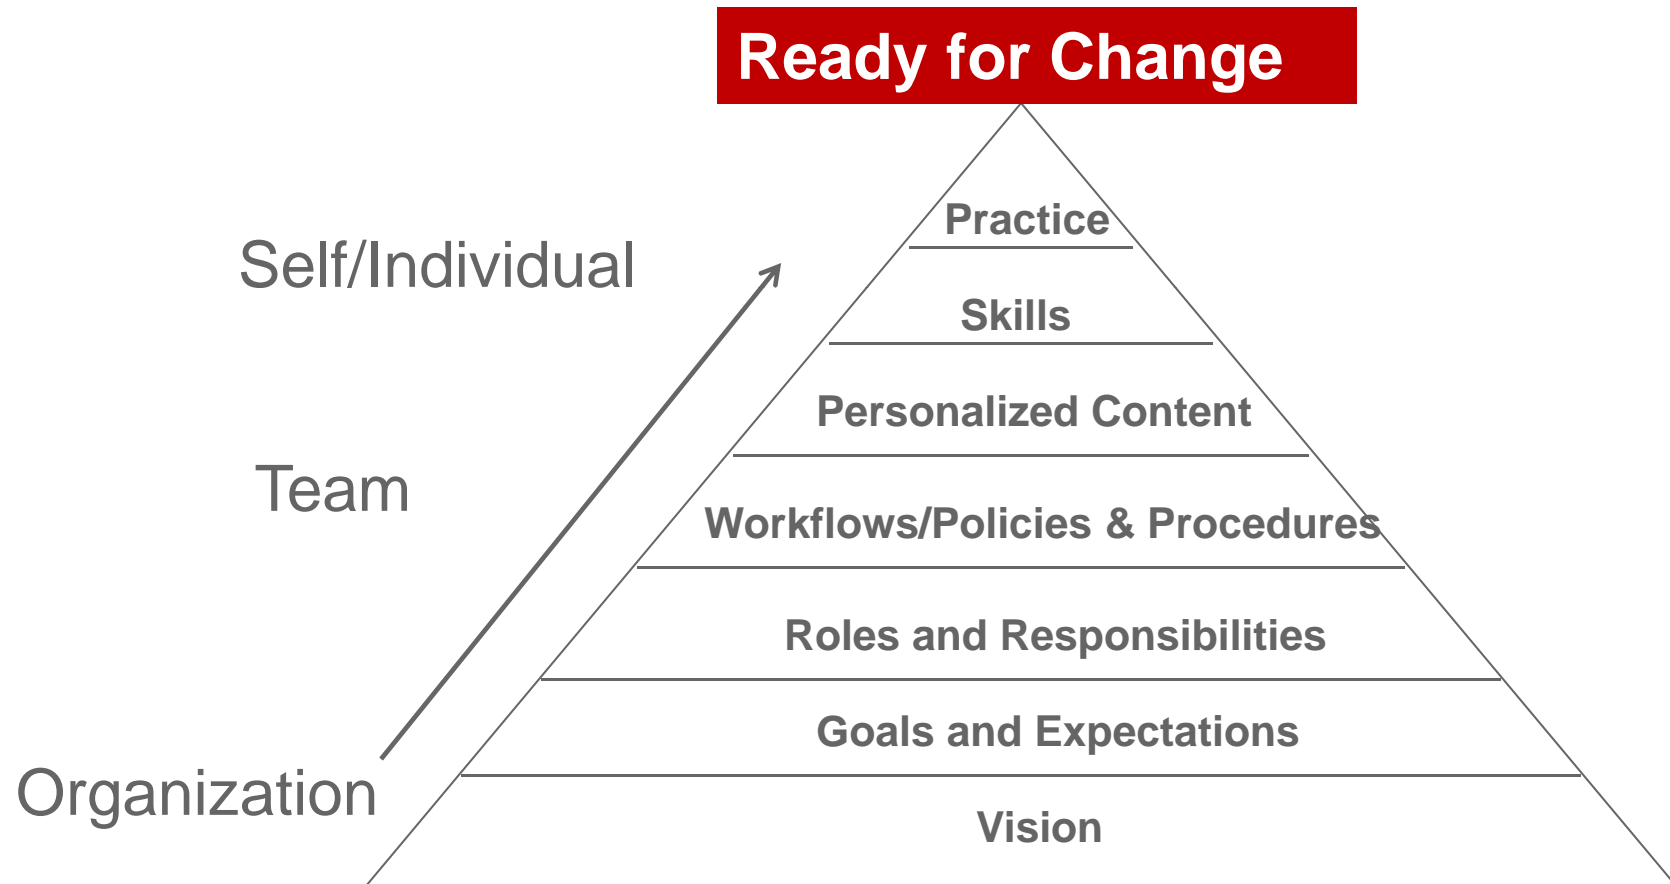 Ready for Change
Practice
Self/Individual
Skills
Personalized Content
Team
Workflows/Policies & Procedures
Roles and Responsibilities
Goals and Expectations
Organization
Vision